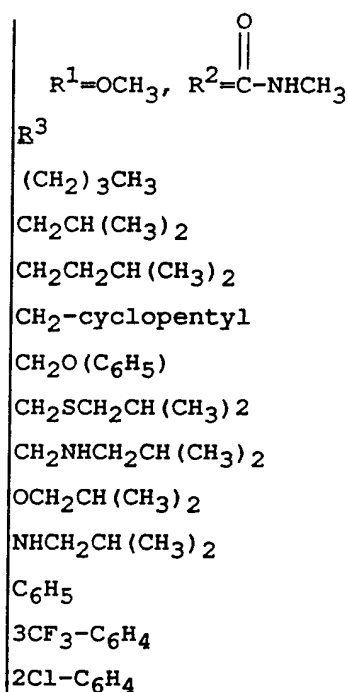 O
R¹=OCH₃, R²=C-NHCH₃
R³
(CH₂)₃CH₃
CH₂CH(CH₃)₂
CH₂CH₂CH(CH₃)₂
CH₂-cyclopentyl
CH₂O(C₆H₅)
CH₂SCH₂CH(CH₃)2
CH₂NHCH₂CH(CH₃)₂
OCH₂CH(CH₃)₂
NHCH₂CH(CH₃)₂
C₆H₅
3CF₃-C₆H₄
2Cl-C₆H₄